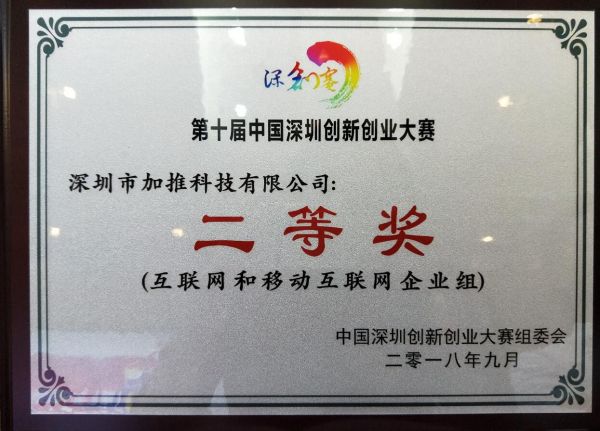 深创赛
第十届中国深圳创新创业大赛
深圳市加推科技有限公司:
二等奖
(互联网和移动互联网企业组)
中国深圳创新创业大赛组委会
二零一八年九月